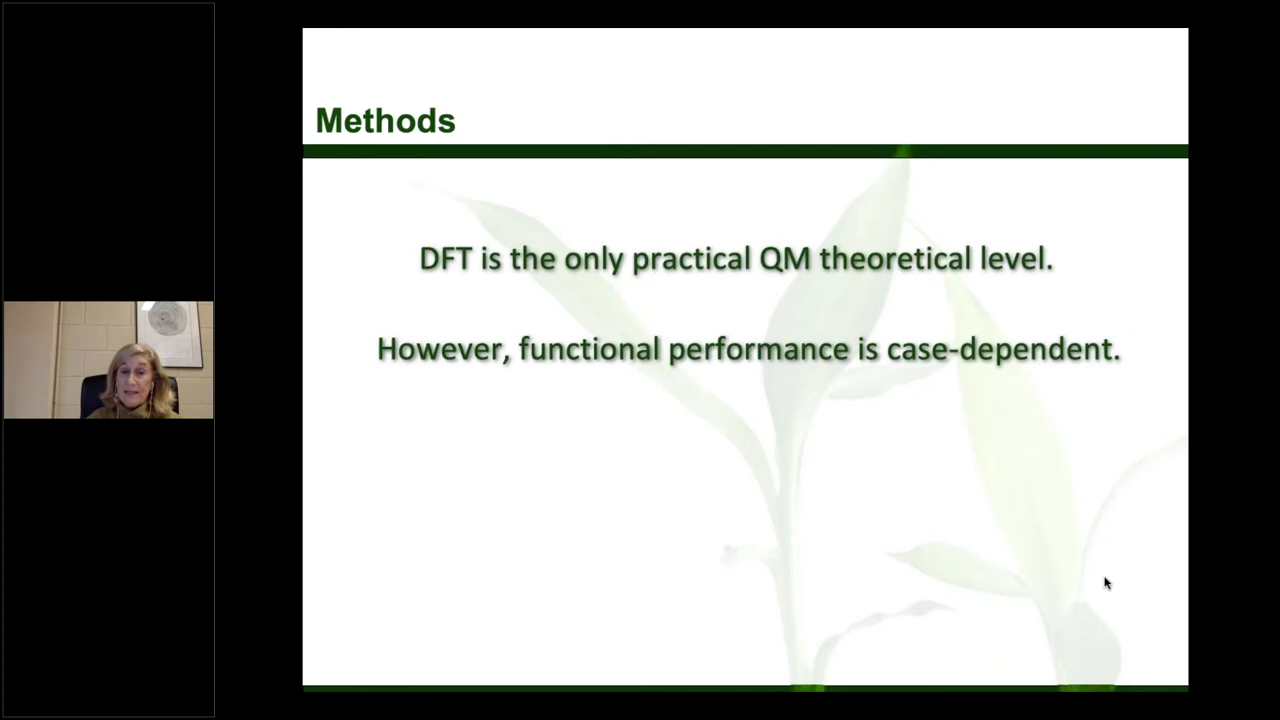 Methods
DFT is the only practical QM theoretical level.
However, functional performance is case-dependent.